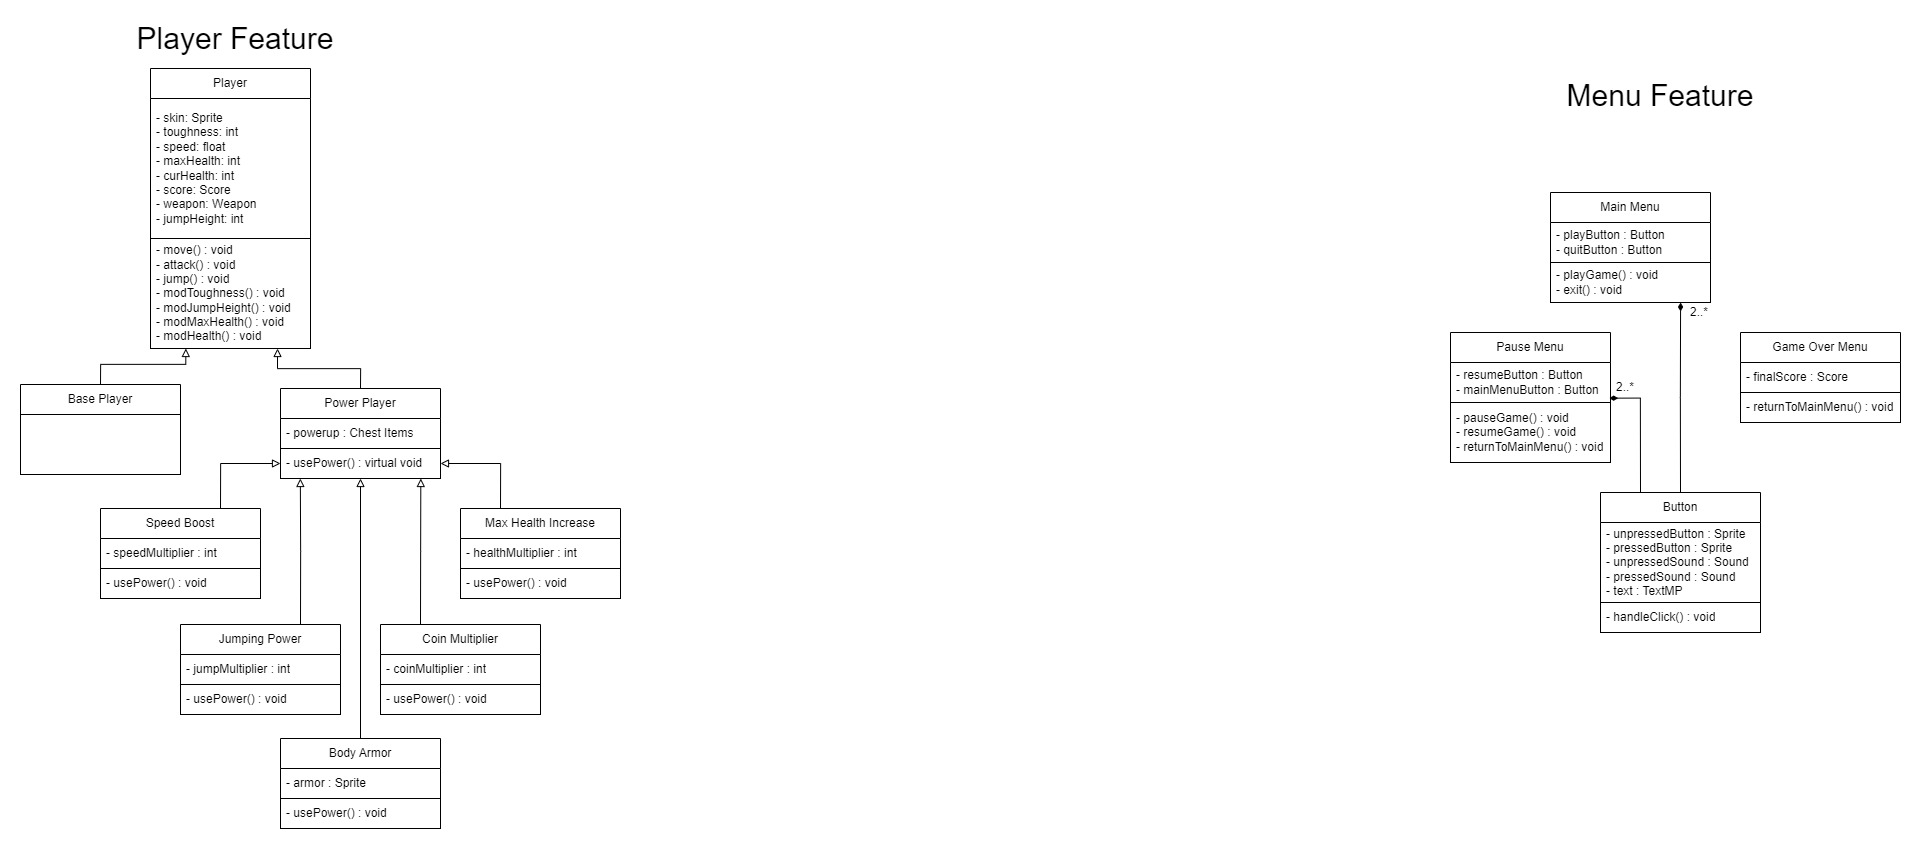 Player Feature
Player
- skin: Sprite
- toughness: int
- speed: float
- maxHealth: int
- curHealth: int
- score: Score
- weapon: Weapon
- jumpHeight: int
- move() : void
- attack() : void
- jump() : void
- modToughness() : void
- modJumpHeight() : void
- modMaxHealth() : void
- modHealth() : void
Base Player
Power Player
- powerup : Chest Items
- usePower() : virtual void
Speed Boost
- speedMultiplier : int
- usePower() : void
Max Health Increase
- healthMultiplier : int
- usePower() : void
Jumping Power
- jumpMultiplier : int
- usePower() : void
Coin Multiplier
- coinMultiplier : int
- usePower() : void
Body Armor
- armor : Sprite
- usePower() : void
Menu Feature
Main Menu
- playButton : Button
- quitButton : Button
- playGame() : void
- exit() : void
2..*
Pause Menu
- resumeButton : Button
- mainMenuButton : Button
- pauseGame() : void
- resumeGame() : void
- returnToMainMenu() : void
2..*
Game Over Menu
- finalScore : Score
- returnToMainMenu() : void
Button
- unpressedButton : Sprite
- pressedButton : Sprite
- unpressedSound : Sound
- pressedSound : Sound
- text : TextMP
- handleClick() : void